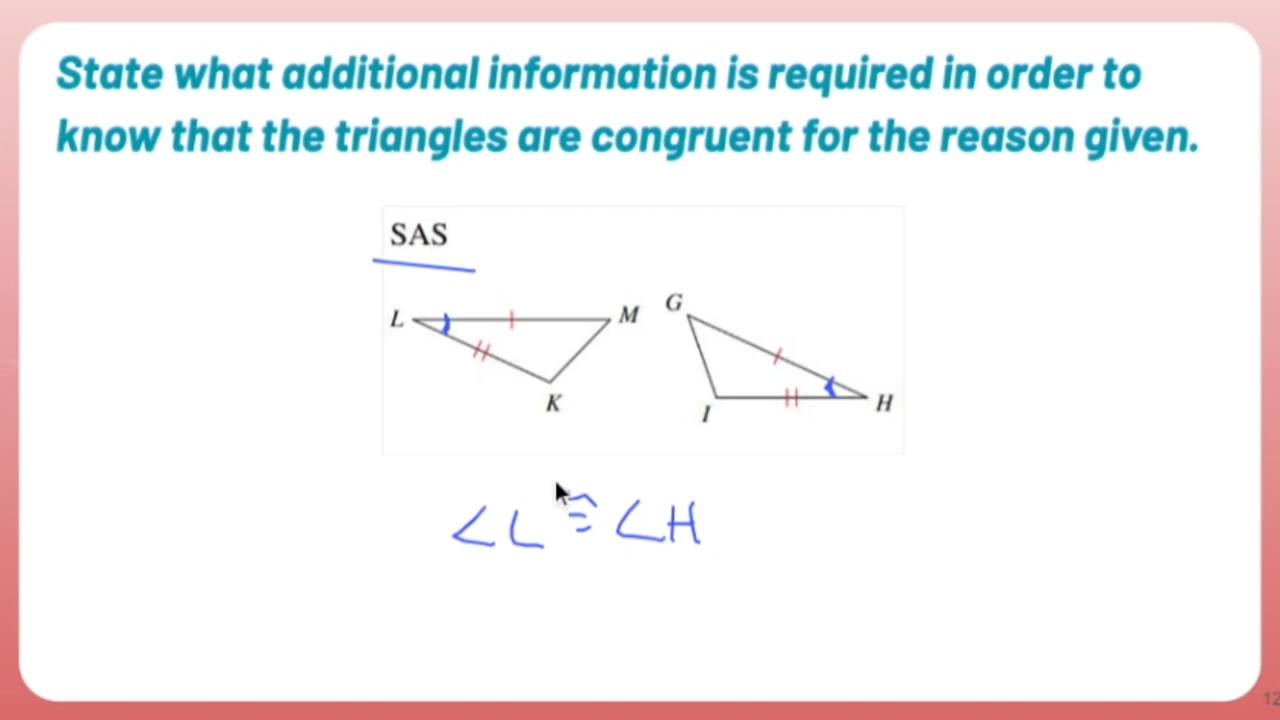 State what additional information is required in order to
know that the triangles are congruent for the reason given.
SAS
L
M
G
K
I
H
∠L ≅ ∠H
12